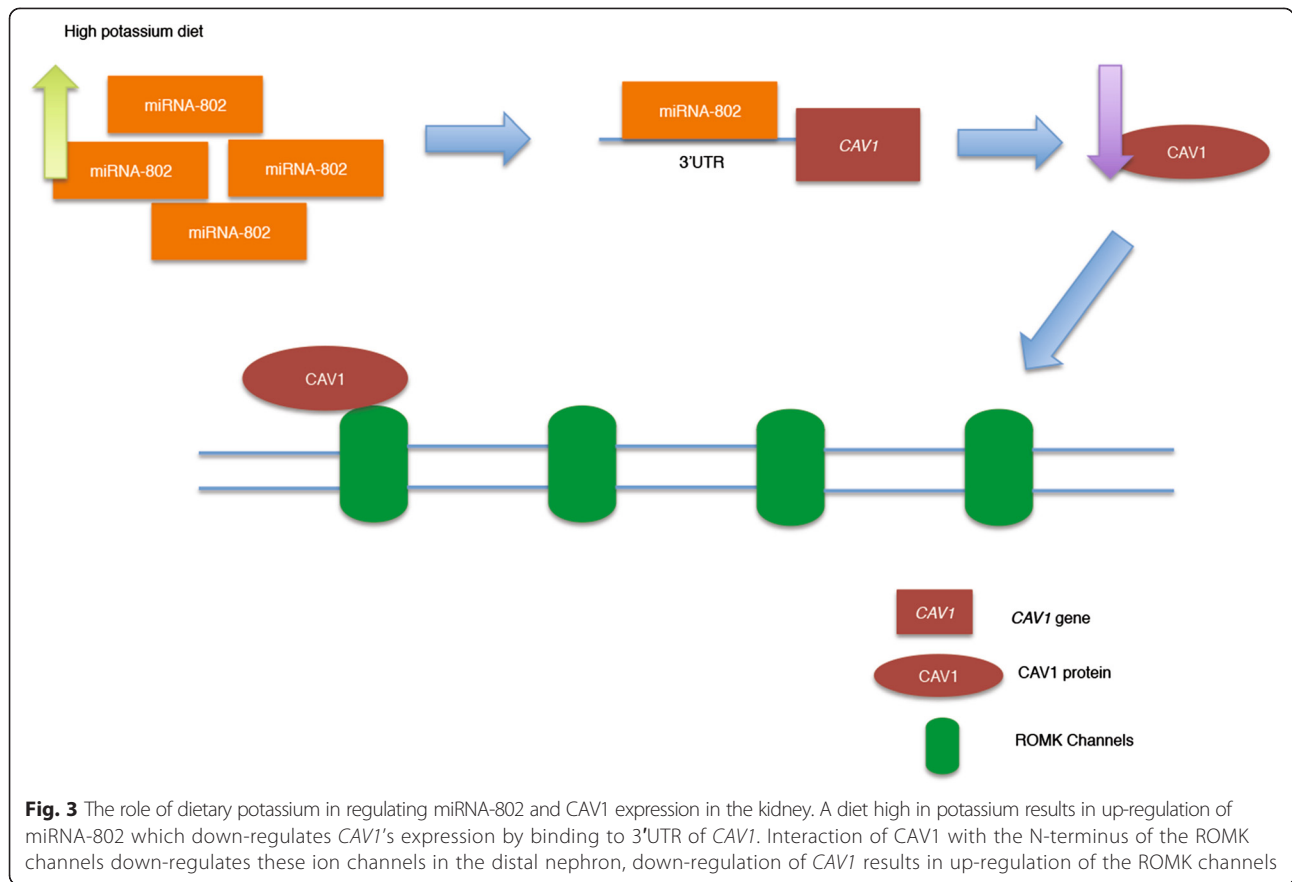 High potassium diet
miRNA-802
miRNA-802
miRNA-802
miRNA-802
miRNA-802
3'UTR
CAV1
CAV1
CAV1
CAV1
CAV1 gene
CAV1
CAV1 protein
ROMK Channels
Fig. 3 The role of dietary potassium in regulating miRNA-802 and CAV1 expression in the kidney. A diet high in potassium results in up-regulation of
miRNA-802 which down-regulates CAV1's expression by binding to 3′UTR of CAV1. Interaction of CAV1 with the N-terminus of the ROMK
channels down-regulates these ion channels in the distal nephron, down-regulation of CAV1 results in up-regulation of the ROMK channels